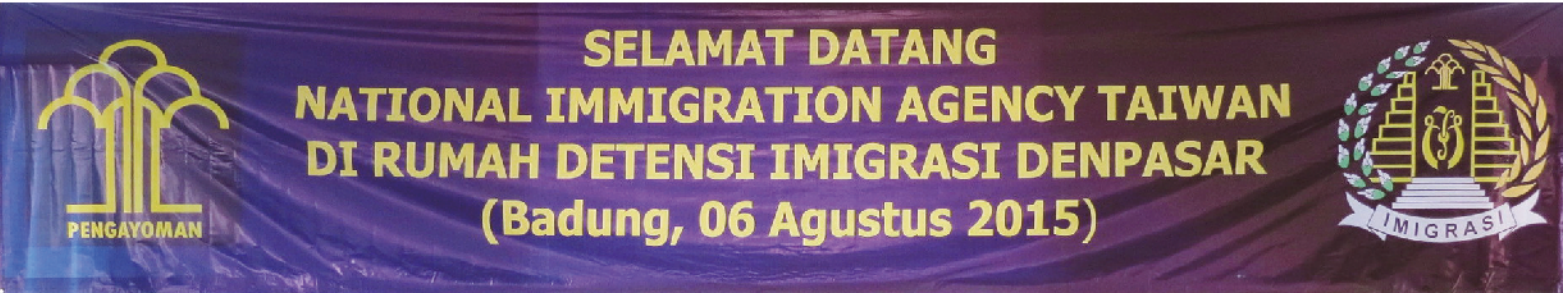 SELAMAT DATANG
NATIONAL IMMIGRATION AGENCY TAIWAN
DI RUMAH DETENSI IMIGRASI DENPASAR
(Badung, 06 Agustus 2015)
PENGAYOMAN
IMIGRASI